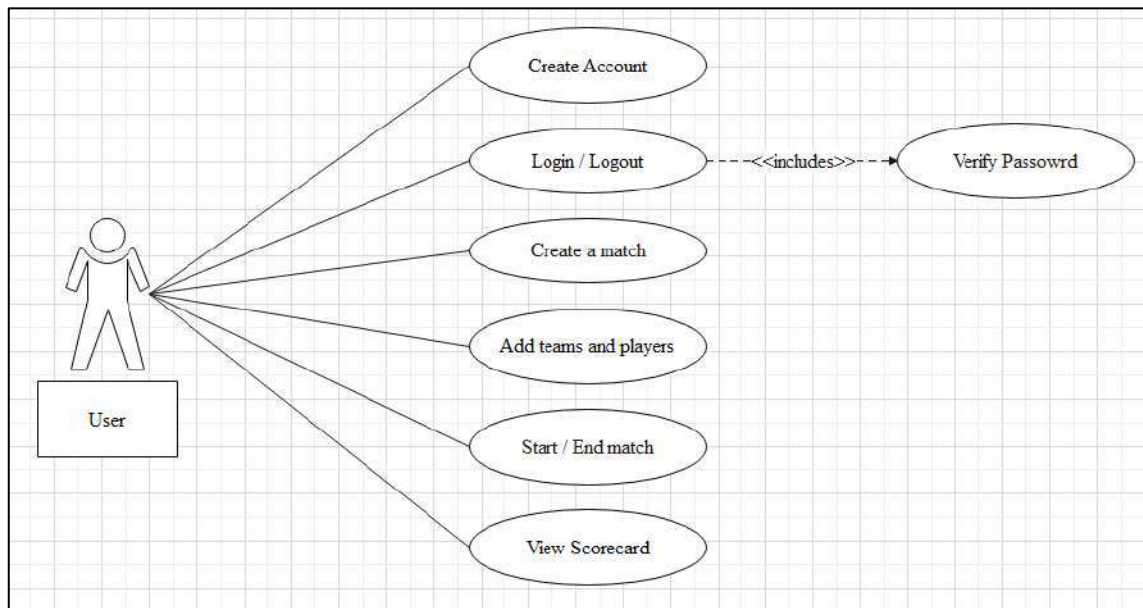 Create Account
Login / Logout
<<includes>>
Verify Passowrd
Create a match
Add teams and players
User
Start / End match
View Scorecard